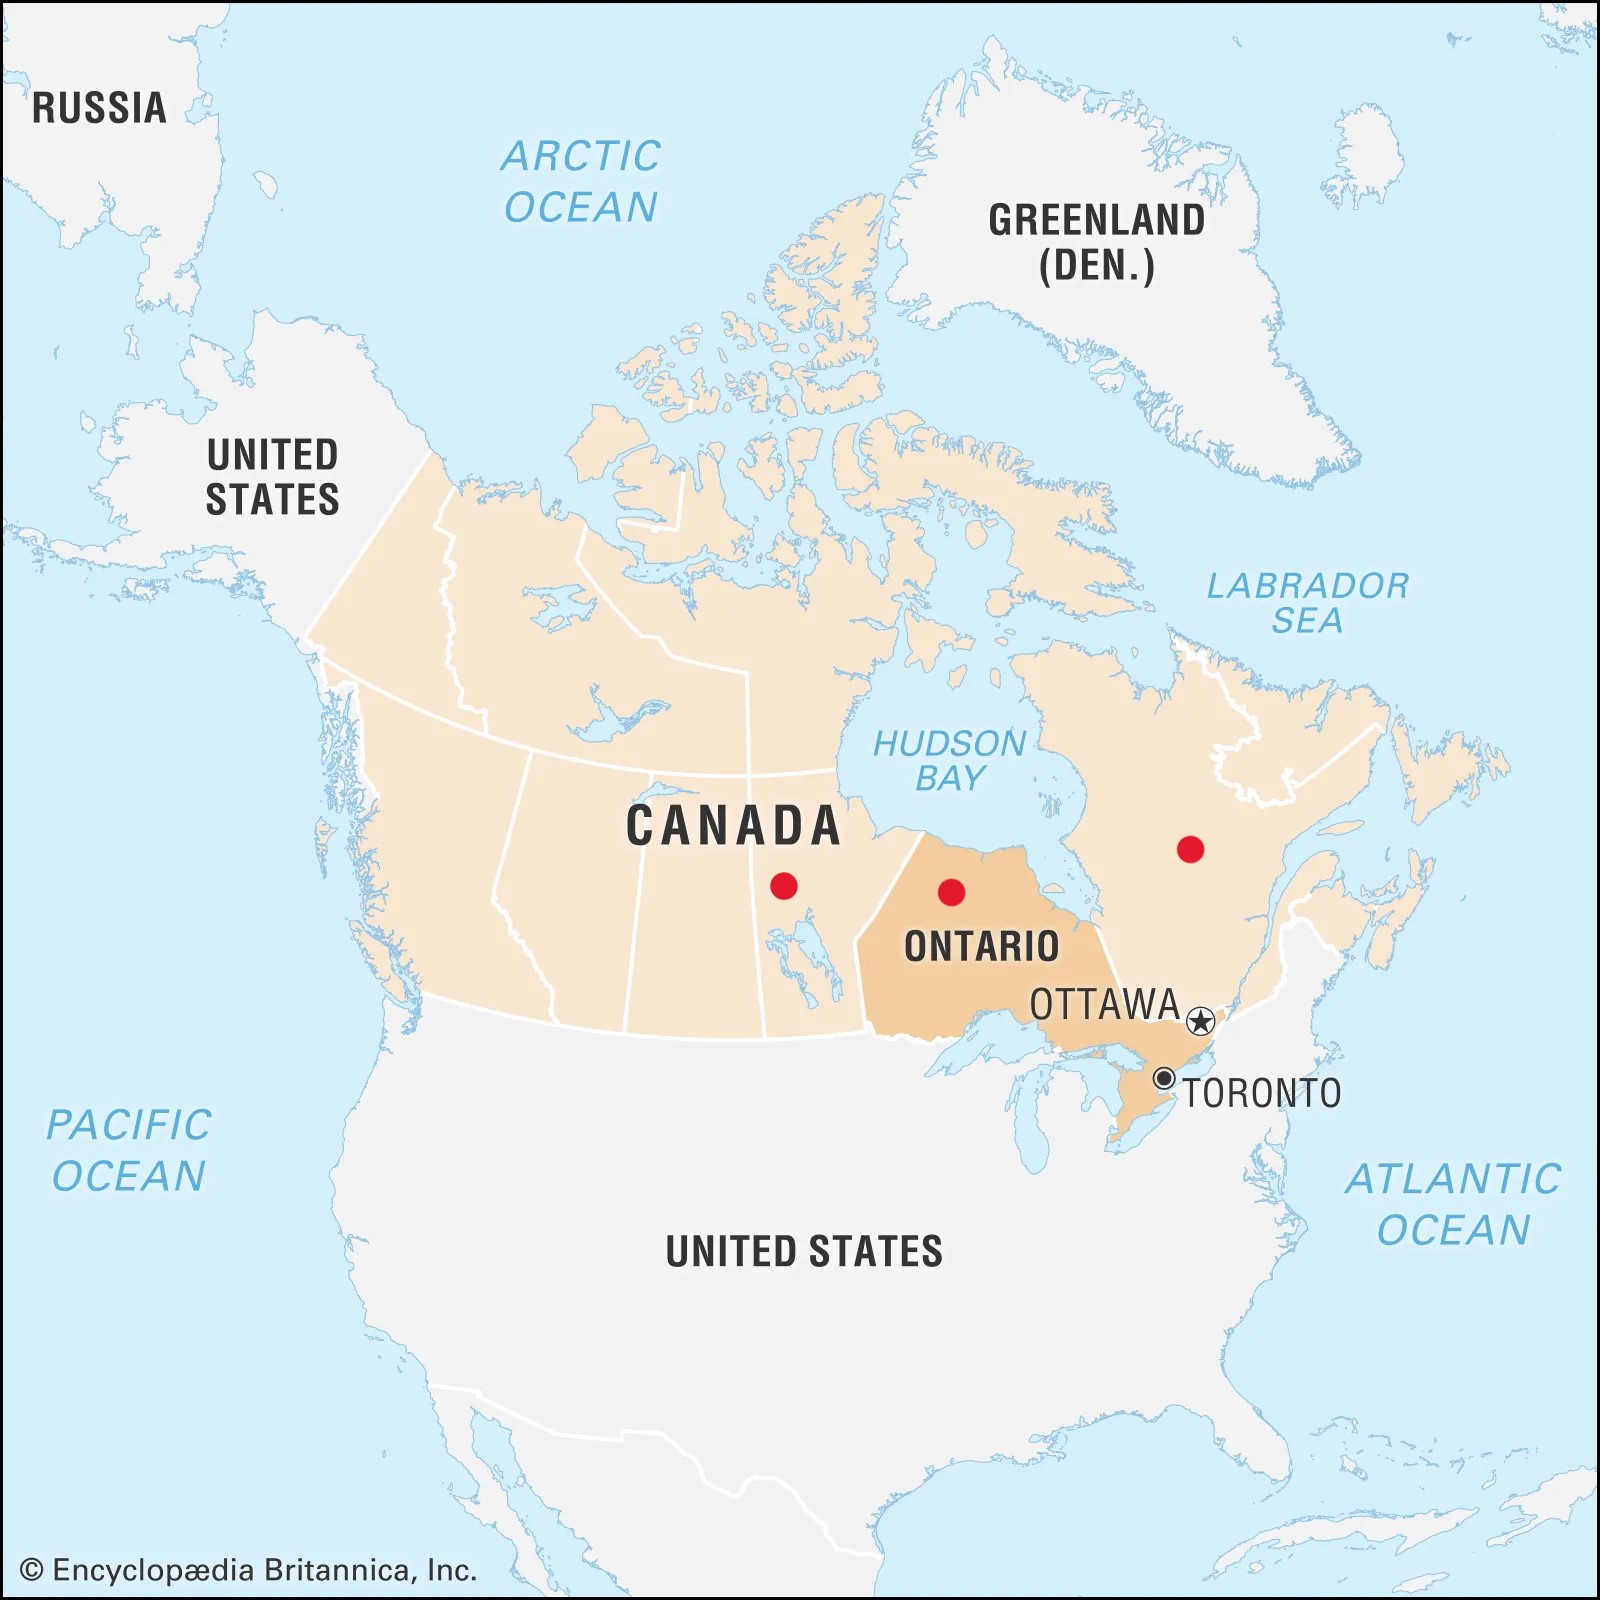 RUSSIA
ARCTIC
OCEAN
GREENLAND
(DEN.)
UNITED
STATES
LABRADOR
SEA
HUDSON
BAY
CANADA
ONTARIO
OTTAWA
TORONTO
PACIFIC
OCEAN
ATLANTIC
OCEAN
UNITED STATES
© Encyclopædia Britannica, Inc.